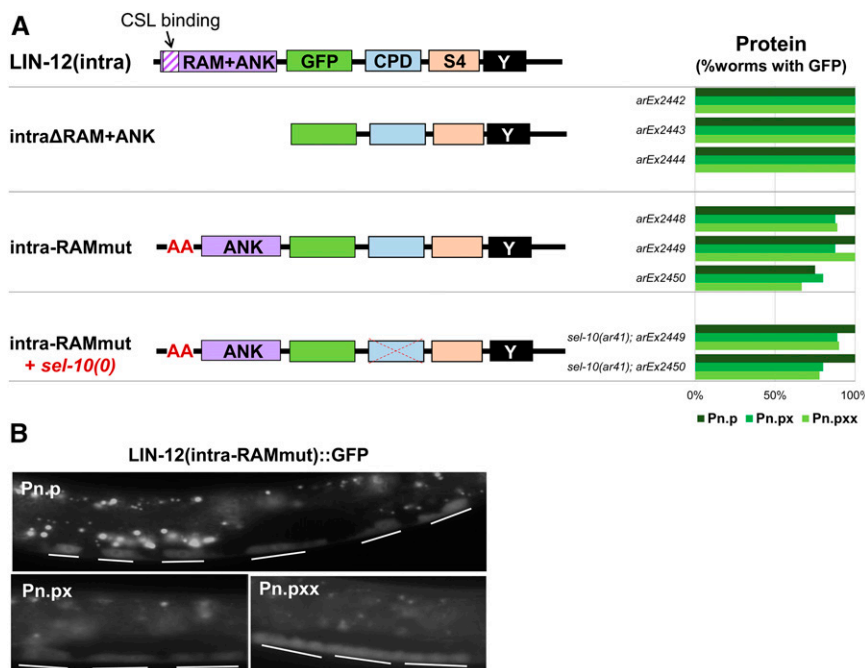 A
CSL binding
LIN-12(intra)
RAM+ANK GFP CPD S4 Y
Protein
(%worms with GFP)
intraΔRAM+ANK
Y
arEx2442
arEx2443
arEx2444
intra-RAMmut
AA ANK Y
arEx2448
arEx2449
arEx2450
intra-RAMmut
+ sel-10(0)
AA ANK Y
sel-10(ar41); arEx2449
sel-10(ar41); arEx2450
0% 50% 100%
Pn.p Pn.px Pn.pxx
B
LIN-12(intra-RAMmut)::GFP
Pn.p
Pn.px
Pn.pxx